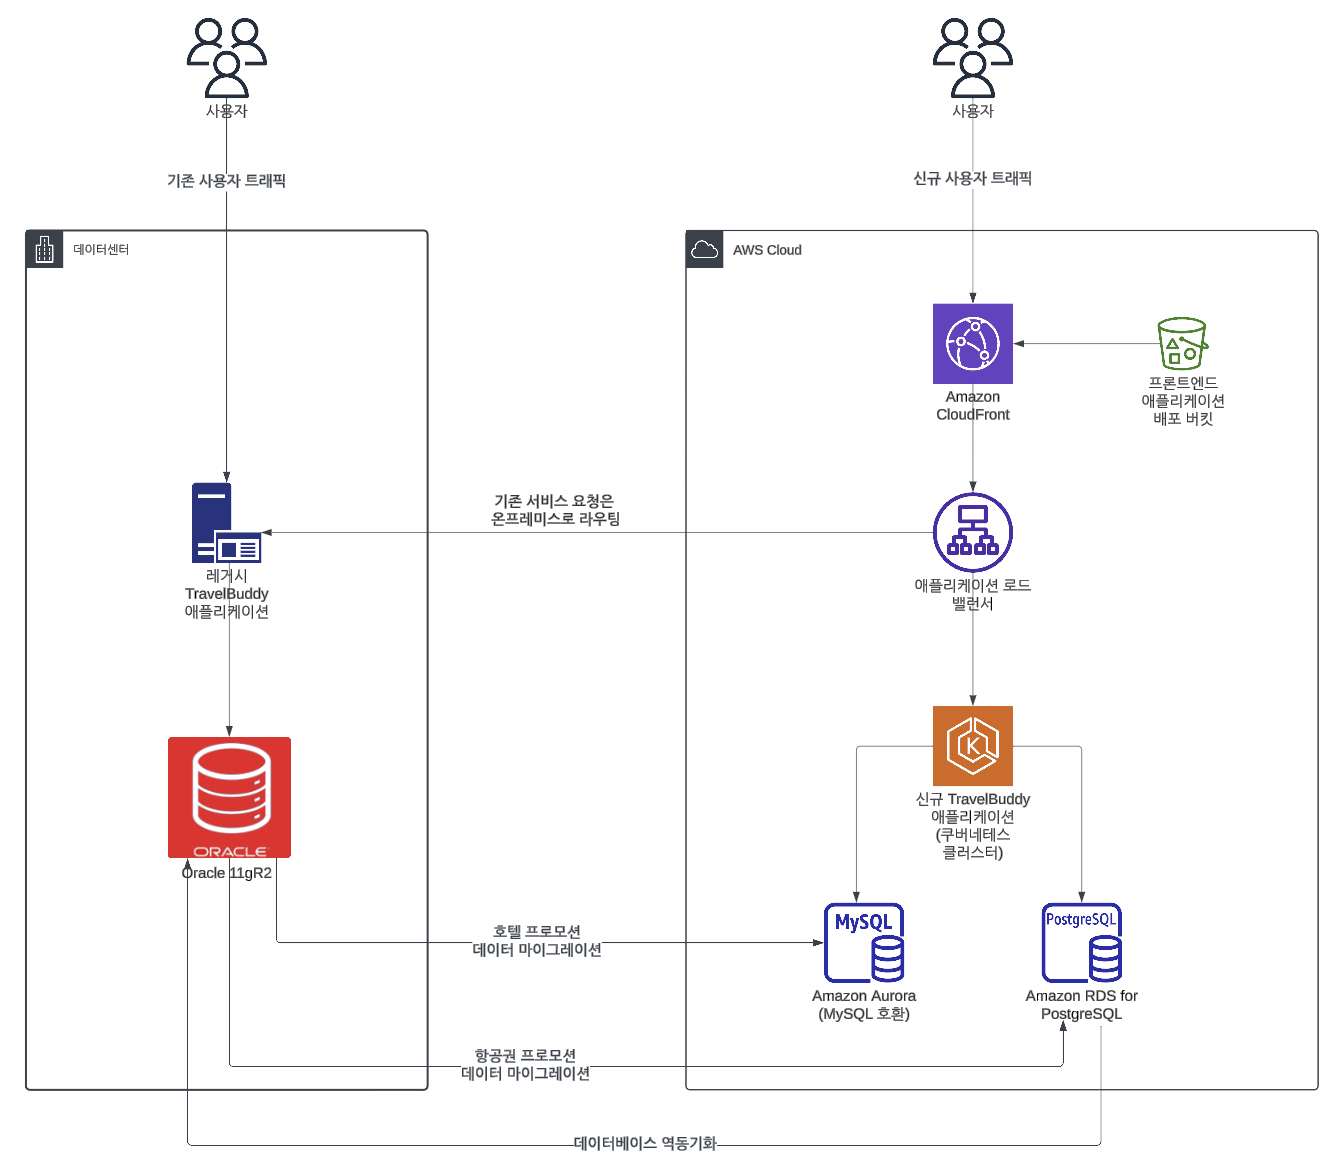 사용자
사용자
기존 사용자 트래픽
신규 사용자 트래픽
데이터센터
AWS Cloud
Amazon
CloudFront
프론트엔드
애플리케이션
배포 버킷
기존 서비스 요청은
온프레미스로 라우팅
레거시
TravelBuddy
애플리케이션
애플리케이션 로드
밸런서
ORACLE
Oracle 11gR2
K
신규 TravelBuddy
애플리케이션
(쿠버네테스
클러스터)
호텔 프로모션
데이터 마이그레이션
MySQL
Amazon Aurora
(MySQL 호환)
PostgreSQL
Amazon RDS for
PostgreSQL
항공권 프로모션
데이터 마이그레이션
데이터베이스 역동기화